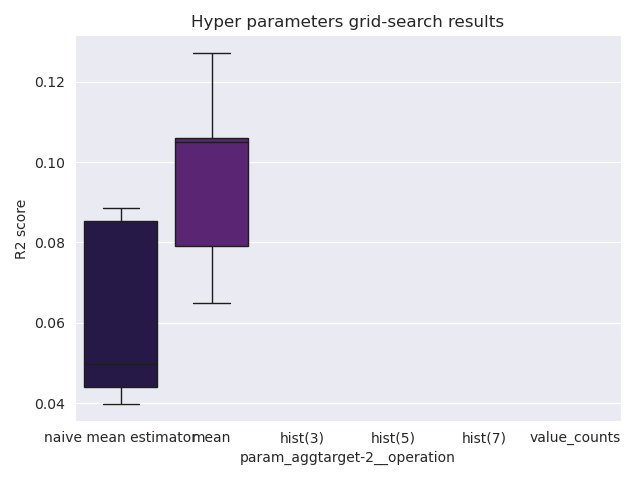 Hyper parameters grid-search results
R2 score
0.12
0.10
0.08
0.06
0.04
naive mean estimator mean hist(3) hist(5) hist(7) value_counts
param_aggtarget-2__operation